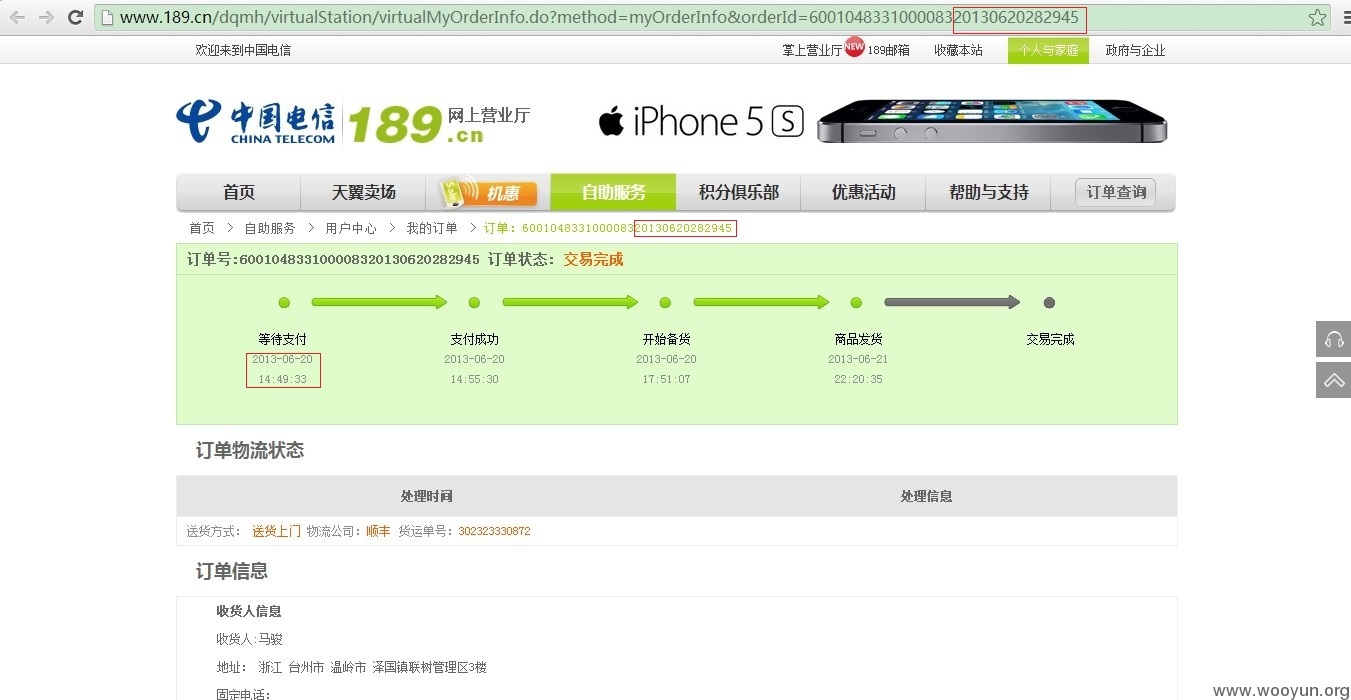 www.189.cn/dqmh/virtualStation/virtualMyOrderInfo.do?method=myOrderInfo&orderId=600104833100008320130620282945
欢迎来到中国电信 掌上营业厅 NEW 189邮箱 收藏本站 个人与家庭 政府与企业
中国电信 CHINA TELECOM 189.cn 网上营业厅 iPhone 5 S
首页 天翼卖场 Sale 机惠 自助服务 积分俱乐部 优惠活动 帮助与支持 订单查询
首页 > 自助服务 > 用户中心 > 我的订单 > 订单：600104833100008320130620282945
订单号:600104833100008320130620282945 订单状态：交易完成
等待支付 支付成功 开始备货 商品发货 交易完成
2013-06-20 2013-06-20 2013-06-20 2013-06-21
14:49:33 14:55:30 17:51:07 22:20:35
订单物流状态
处理时间 处理信息
送货方式： 送货上门 物流公司：顺丰 货运单号：302323330872
订单信息
收货人信息
收货人:马骏
地址： 浙江 台州市 温岭市 泽国镇联树管理区3楼
固定电话：
www.wooyun.org